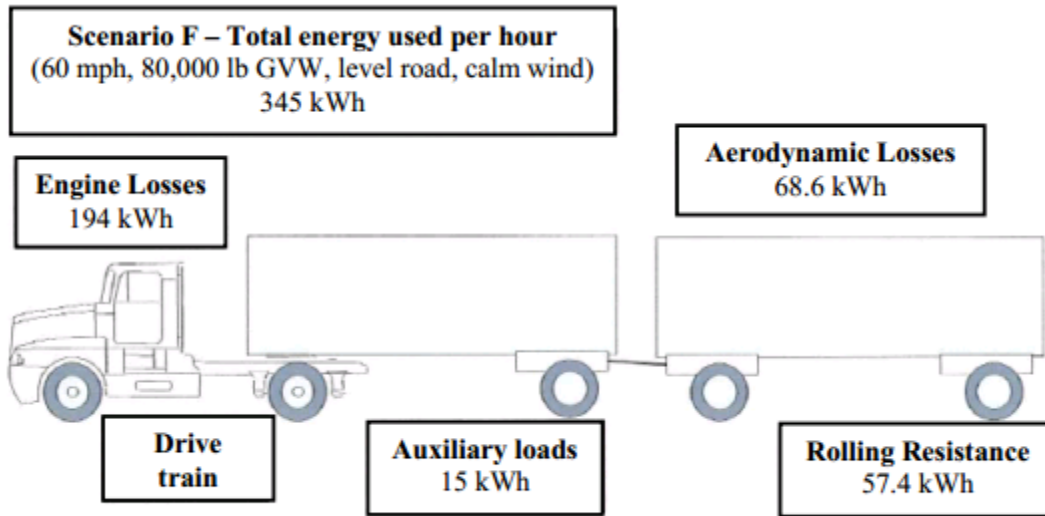 Scenario F – Total energy used per hour
(60 mph, 80,000 lb GVW, level road, calm wind)
345 kWh
Engine Losses
194 kWh
Aerodynamic Losses
68.6 kWh
Drive
train
Auxiliary loads
15 kWh
Rolling Resistance
57.4 kWh